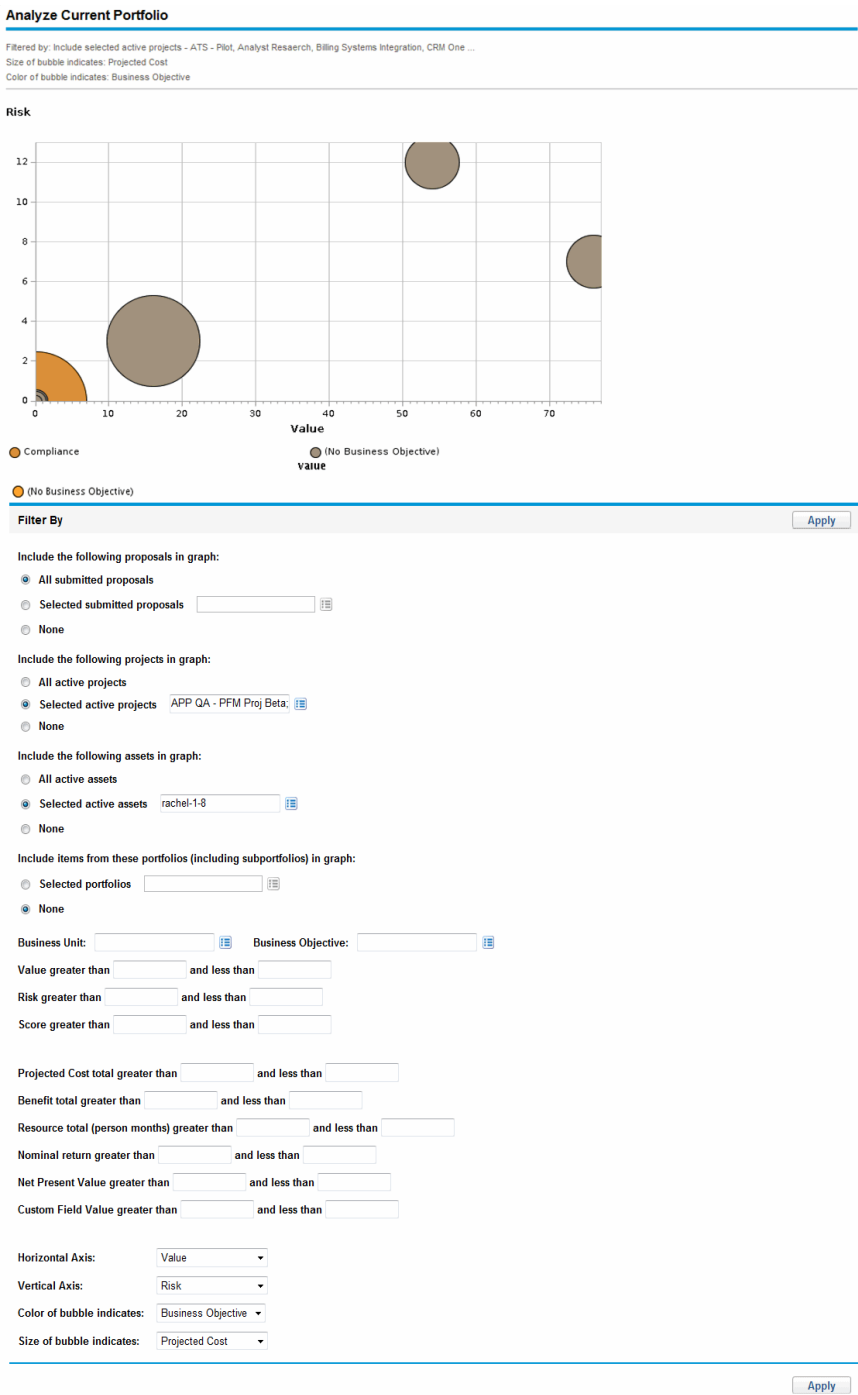 Analyze Current Portfolio
Filtered by: Include selected active projects - ATS - Pilot, Analyst Resaerch, Billing Systems Integration, CRM One ...
Size of bubble indicates: Projected Cost
Color of bubble indicates: Business Objective
Risk
12
10
8
6
4
2
0
0 10 20 30 40 50 60 70
Value
Compliance (No Business Objective)
Value
(No Business Objective)
Filter By Apply
Include the following proposals in graph:
All submitted proposals
Selected submitted proposals
None
Include the following projects in graph:
All active projects
Selected active projects APP QA - PFM Proj Beta;
None
Include the following assets in graph:
All active assets
Selected active assets rachel-1-8
None
Include items from these portfolios (including subportfolios) in graph:
Selected portfolios
None
Business Unit: Business Objective:
Value greater than and less than
Risk greater than and less than
Score greater than and less than
Projected Cost total greater than and less than
Benefit total greater than and less than
Resource total (person months) greater than and less than
Nominal return greater than and less than
Net Present Value greater than and less than
Custom Field Value greater than and less than
Horizontal Axis: Value
Vertical Axis: Risk
Color of bubble indicates: Business Objective
Size of bubble indicates: Projected Cost
Apply